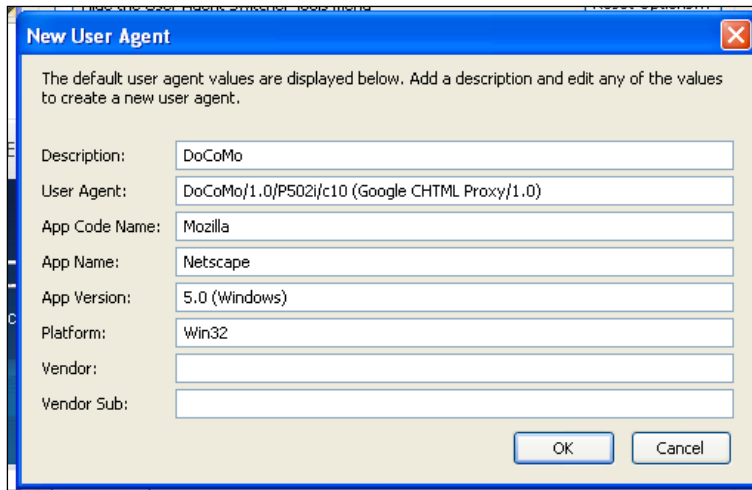 New User Agent
The default user agent values are displayed below. Add a description and edit any of the values
to create a new user agent.
Description: DoCoMo
User Agent: DoCoMo/1.0/P502i/c10 (Google CHTML Proxy/1.0)
App Code Name: Mozilla
App Name: Netscape
App Version: 5.0 (Windows)
Platform: Win32
Vendor:
Vendor Sub:
OK Cancel